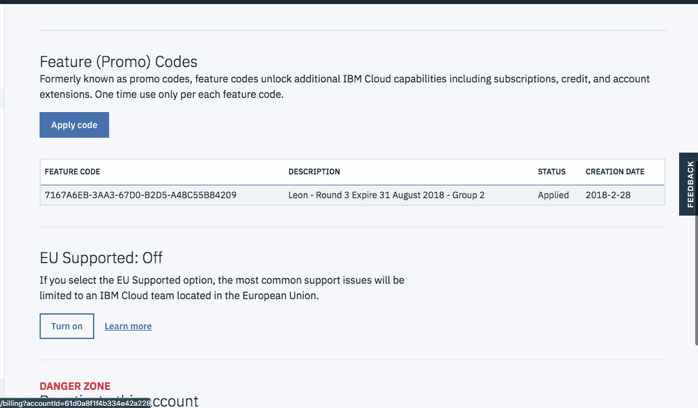 Feature (Promo) Codes
Formerly known as promo codes, feature codes unlock additional IBM Cloud capabilities including subscriptions, credit, and account
extensions. One time use only per each feature code.
Apply code
FEATURE CODE DESCRIPTION STATUS CREATION DATE
7167A6EB-3AA3-67D0-B2D5-A48C55B84209 Leon - Round 3 Expire 31 August 2018 - Group 2 Applied 2018-2-28
FEEDBACK
EU Supported: Off
If you select the EU Supported option, the most common support issues will be
limited to an IBM Cloud team located in the European Union.
Turn on Learn more
DANGER ZONE
account
/billing?accountId=61d0a8f1f4b334e42a228